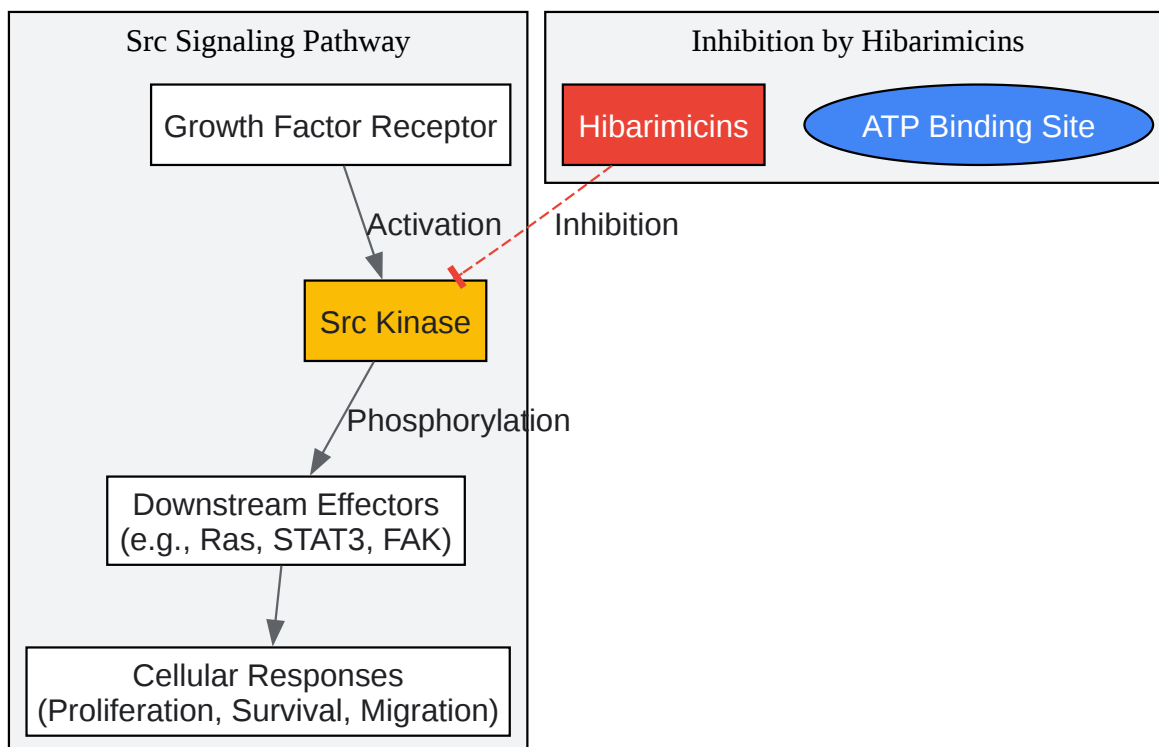 Src Signaling Pathway
Growth Factor Receptor
Activation
Src Kinase
Phosphorylation
Downstream Effectors
(e.g., Ras, STAT3, FAK)
Cellular Responses
(Proliferation, Survival, Migration)
Inhibition by Hibarimicins
Hibarimicins
ATP Binding Site
Inhibition